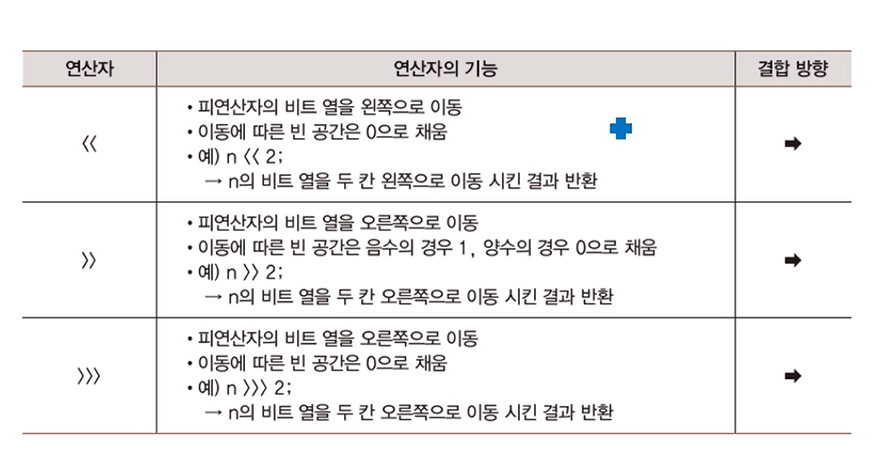 연산자 연산자의 기능 결합 방향
• 피연산자의 비트 열을 왼쪽으로 이동
• 이동에 따른 빈 공간은 0으로 채움
《 ➡
• 예) n 《 2;
→ n의 비트 열을 두 칸 왼쪽으로 이동 시킨 결과 반환
• 피연산자의 비트 열을 오른쪽으로 이동
• 이동에 따른 빈 공간은 음수의 경우 1, 양수의 경우 0으로 채움
》 ➡
• 예) n 》 2;
→ n의 비트 열을 두 칸 오른쪽으로 이동 시킨 결과 반환
• 피연산자의 비트 열을 오른쪽으로 이동
• 이동에 따른 빈 공간은 0으로 채움
〉〉〉 ➡
• 예) n 〉〉〉 2;
→ n의 비트 열을 두 칸 오른쪽으로 이동 시킨 결과 반환